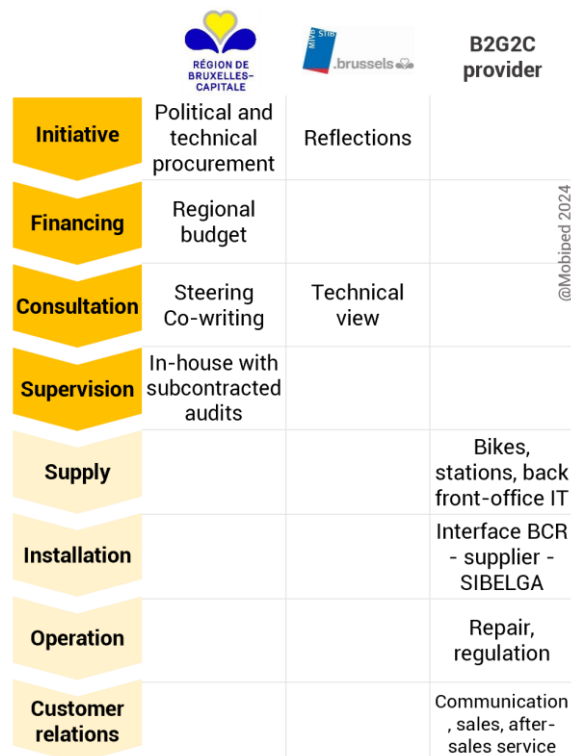 RÉGION DE
BRUXELLES-
CAPITALE
MIVB
STIB
.brussels
B2G2C
provider
Initiative
Political and
technical
procurement
Reflections
Financing
Regional
budget
@Mobiped 2024
Consultation
Steering
Co-writing
Technical
view
Supervision
In-house with
subcontracted
audits
Supply
Bikes,
stations, back
front-office IT
Installation
Interface BCR
- supplier -
SIBELGA
Operation
Repair,
regulation
Customer
relations
Communication
, sales, after-
sales service